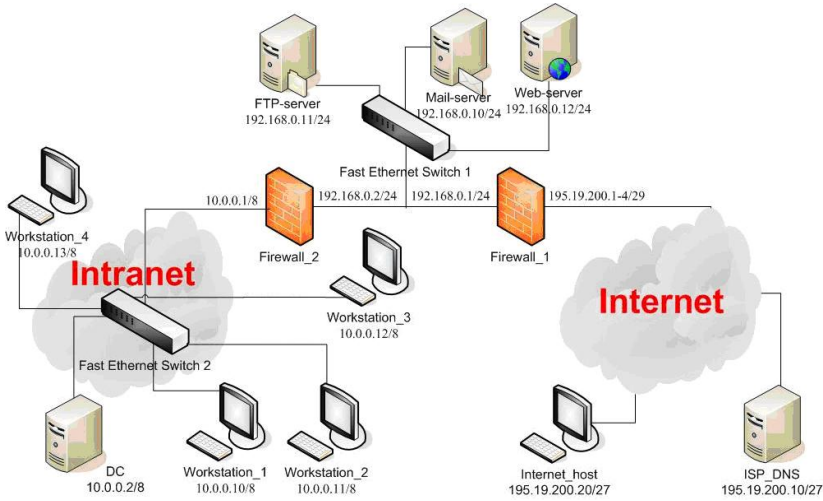 FTP-server
192.168.0.11/24
Mail-server
192.168.0.10/24
Web-server
192.168.0.12/24
Fast Ethernet Switch 1
10.0.0.1/8
192.168.0.2/24
192.168.0.1/24
195.19.200.1-4/29
Firewall_2
Firewall_1
Workstation_4
10.0.0.13/8
Intranet
Internet
Workstation_3
10.0.0.12/8
Fast Ethernet Switch 2
DC
10.0.0.2/8
Workstation_1
10.0.0.10/8
Workstation_2
10.0.0.11/8
Internet_host
195.19.200.20/27
ISP_DNS
195.19.200.10/27